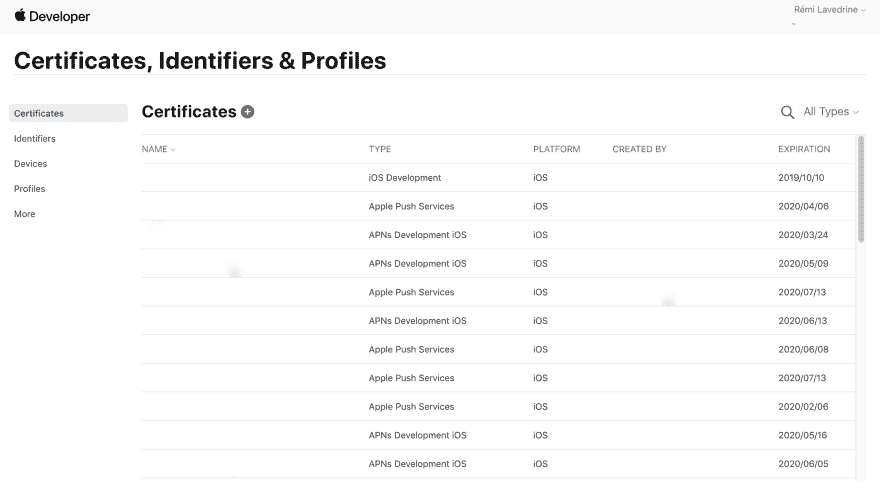 Developer
Rémi Lavedrine
Certificates, Identifiers & Profiles
Certificates
Identifiers
Devices
Profiles
More
Certificates
All Types
NAME TYPE PLATFORM CREATED BY EXPIRATION
iOS Development iOS 2019/10/10
Apple Push Services iOS 2020/04/06
APNs Development iOS iOS 2020/03/24
APNs Development iOS iOS 2020/05/09
Apple Push Services iOS 2020/07/13
APNs Development iOS iOS 2020/06/13
Apple Push Services iOS 2020/06/08
Apple Push Services iOS 2020/07/13
Apple Push Services iOS 2020/02/06
APNs Development iOS iOS 2020/05/16
APNs Development iOS iOS 2020/06/05